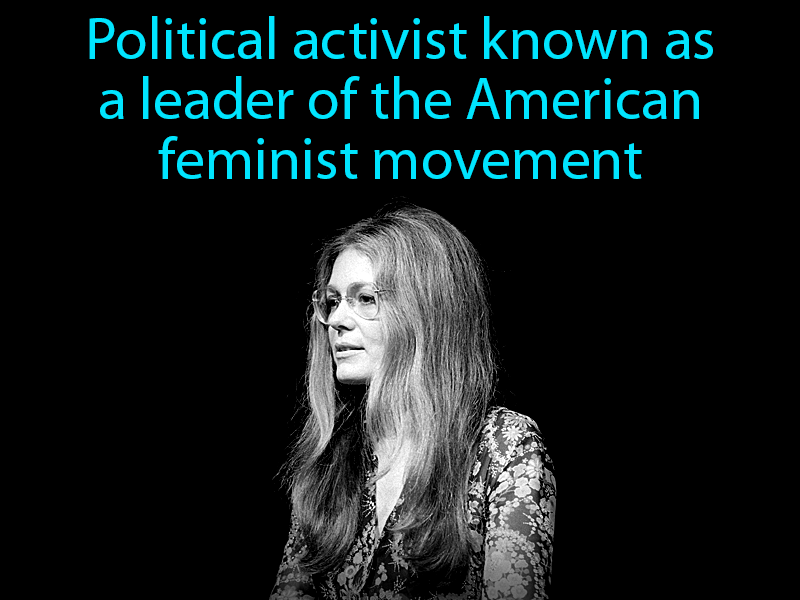 Political activist known as
a leader of the American
feminist movement